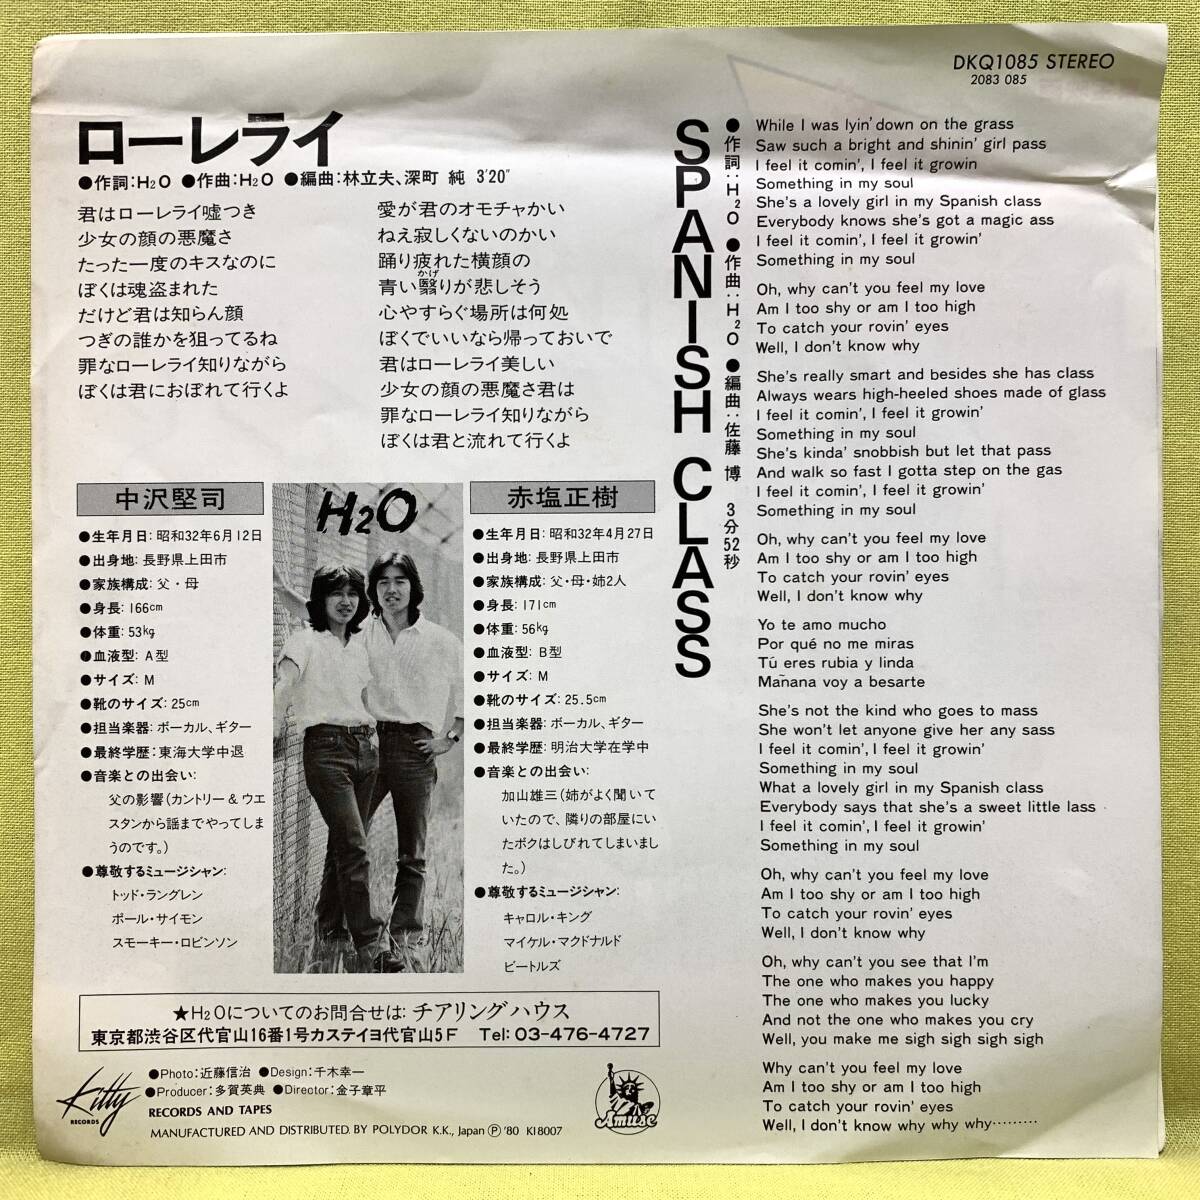 DKQ1085 STEREO
2083 085
ローレライ
●作詞:H2O ●作曲:H2O ●編曲:林立夫、深町 純 3'20"
君はローレライ嘘つき
少女の顔の悪魔さ
たった一度のキスなのに
ぼくは魂盗まれた
だけど君は知らん顔
つぎの誰かを狙ってるね
罪なローレライ知りながら
ぼくは君におぼれて行くよ
愛が君のオモチャかい
ねえ寂しくないのかい
踊り疲れた横顔の
青い翳りが悲しそう
かげ
心やすらぐ場所は何処
ぼくでいいなら帰っておいで
君はローレライ美しい
少女の顔の悪魔さ君は
罪なローレライ知りながら
ぼくは君と流れて行くよ
中沢堅司
●生年月日:昭和32年6月12日
●出身地:長野県上田市
●家族構成:父・母
●身長:166cm
●体重:53kg
●血液型:A型
●サイズ:M
●靴のサイズ:25cm
●担当楽器:ボーカル、ギター
●最終学歴:東海大学中退
●音楽との出会い:
父の影響(カントリー&ウエ
スタンから謡までやってしま
うのです。)
●尊敬するミュージシャン:
トッド・ラングレン
ポール・サイモン
スモーキー・ロビンソン
H2O
赤塩正樹
●生年月日:昭和32年4月27日
●出身地:長野県上田市
●家族構成:父・母・姉2人
●身長:171cm
●体重:56kg
●血液型:B型
●サイズ:M
●靴のサイズ:25.5cm
●担当楽器:ボーカル、ギター
●最終学歴:明治大学在学中
●音楽との出会い:
加山雄三(姉がよく聞いて
いたので、隣りの部屋にい
たボクはしびれてしまいまし
た。)
●尊敬するミュージシャン:
キャロル・キング
マイケル・マクドナルド
ビートルズ
★H2Oについてのお問合せは:チアリングハウス
東京都渋谷区代官山16番1号カステイヨ代官山5F Tel:03-476-4727
Kitty
RECORDS
●Photo:近藤信治 ●Design:千木幸一
●Producer:多賀英典 ●Director:金子章平
RECORDS AND TAPES
MANUFACTURED AND DISTRIBUTED BY POLYDOR K.K., Japan Ⓟ'80 KI8007
Amuse
SPANISH CLASS
●作詞:H2O ●作曲:H2O ●編曲:佐藤 博 3分52秒
While I was lyin' down on the grass
Saw such a bright and shinin' girl pass
I feel it comin', I feel it growin
Something in my soul
She's a lovely girl in my Spanish class
Everybody knows she's got a magic ass
I feel it comin', I feel it growin'
Something in my soul
Oh, why can't you feel my love
Am I too shy or am I too high
To catch your rovin' eyes
Well, I don't know why
She's really smart and besides she has class
Always wears high-heeled shoes made of glass
I feel it comin', I feel it growin'
Something in my soul
She's kinda' snobbish but let that pass
And walk so fast I gotta step on the gas
I feel it comin', I feel it growin'
Something in my soul
Oh, why can't you feel my love
Am I too shy or am I too high
To catch your rovin' eyes
Well, I don't know why
Yo te amo mucho
Por qué no me miras
Tú eres rubia y linda
Mañana voy a besarte
She's not the kind who goes to mass
She won't let anyone give her any sass
I feel it comin', I feel it growin'
Something in my soul
What a lovely girl in my Spanish class
Everybody says that she's a sweet little lass
I feel it comin', I feel it growin'
Something in my soul
Oh, why can't you feel my love
Am I too shy or am I too high
To catch your rovin' eyes
Well, I don't know why
Oh, why can't you see that I'm
The one who makes you happy
The one who makes you lucky
And not the one who makes you cry
Well, you make me sigh sigh sigh sigh
Why can't you feel my love
Am I too shy or am I too high
To catch your rovin' eyes
Well, I don't know why why why………